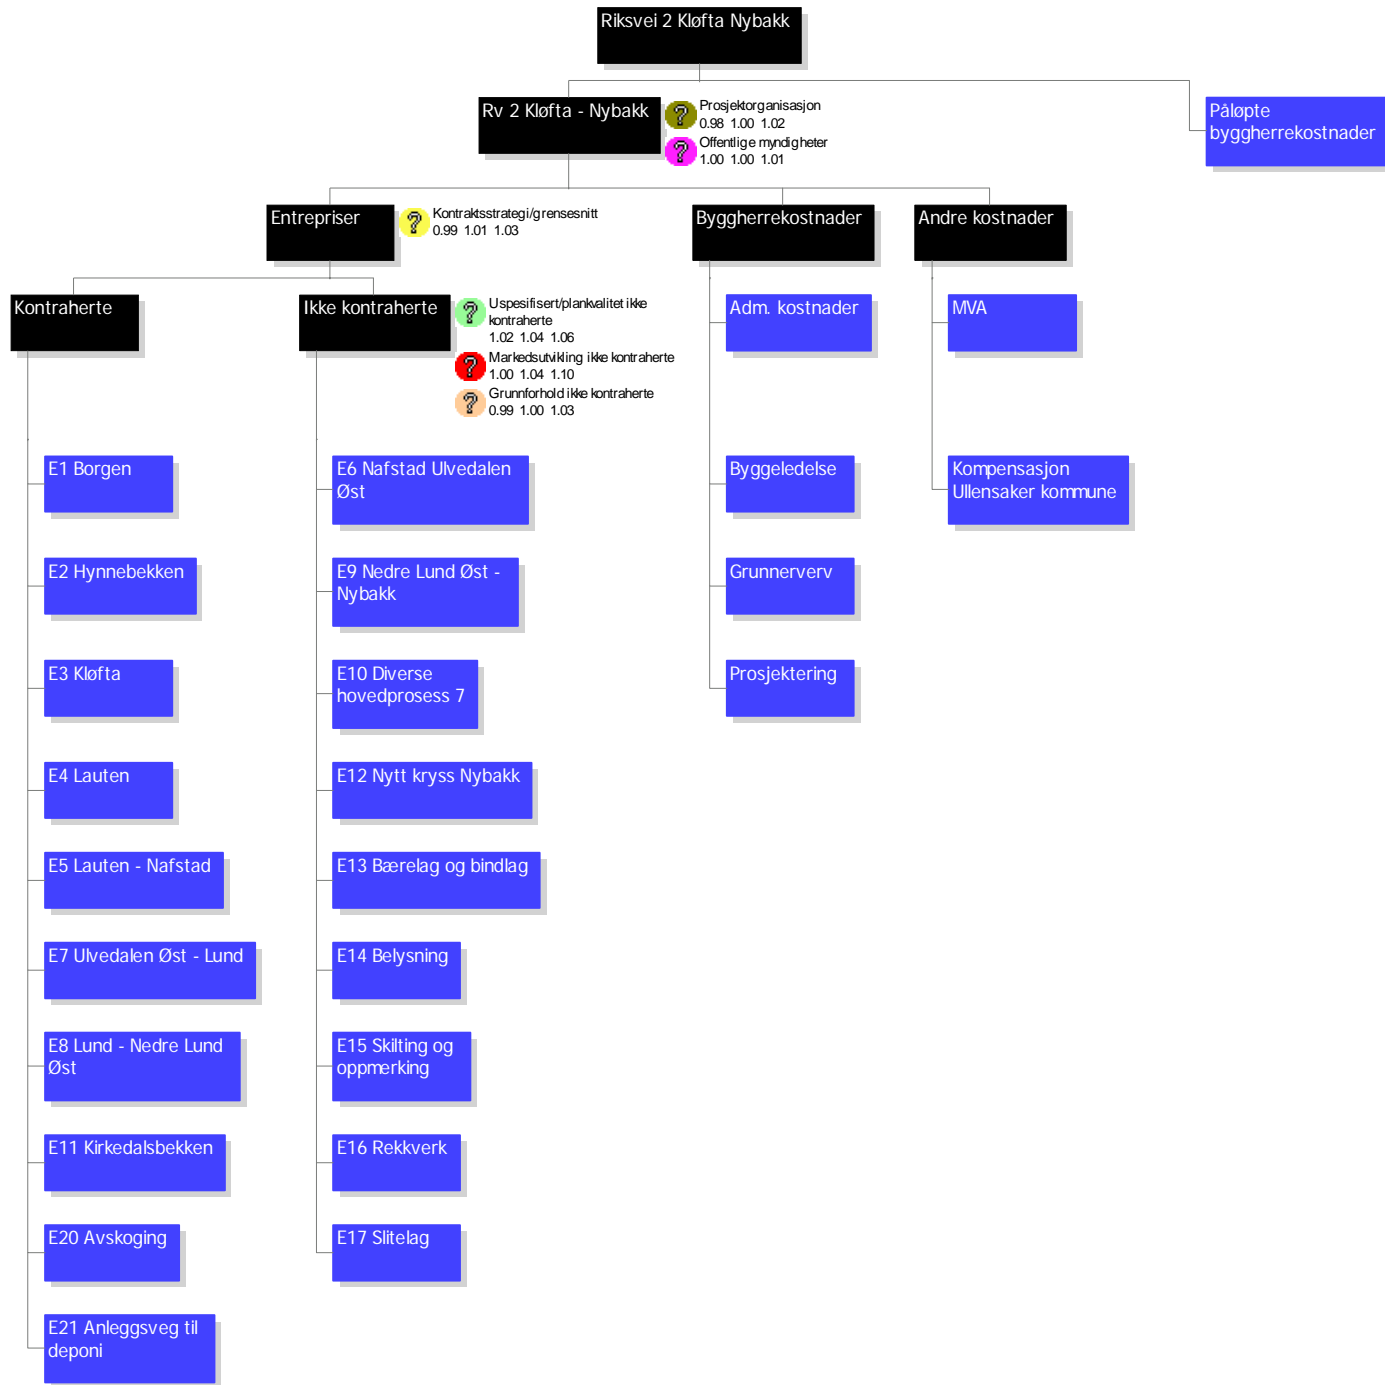 Riksvei 2 Kløfta Nybakk
Rv 2 Kløfta - Nybakk
Prosjektorganisasjon
0.98 1.00 1.02
Offentlige myndigheter
1.00 1.00 1.01
Påløpte
byggherrekostnader
Entrepriser
Kontraktsstrategi/grensesnitt
0.99 1.01 1.03
Byggherrekostnader
Andre kostnader
Kontraherte
Ikke kontraherte
Uspesifisert/plankvalitet ikke
kontraherte
1.02 1.04 1.06
Markedsutvikling ikke kontraherte
1.00 1.04 1.10
Grunnforhold ikke kontraherte
0.99 1.00 1.03
Adm. kostnader
MVA
E1 Borgen
E2 Hynnebekken
E3 Kløfta
E4 Lauten
E5 Lauten - Nafstad
E7 Ulvedalen Øst - Lund
E8 Lund - Nedre Lund
Øst
E11 Kirkedalsbekken
E20 Avskoging
E21 Anleggsveg til
deponi
E6 Nafstad Ulvedalen
Øst
E9 Nedre Lund Øst -
Nybakk
E10 Diverse
hovedprosess 7
E12 Nytt kryss Nybakk
E13 Bærelag og bindlag
E14 Belysning
E15 Skilting og
oppmerking
E16 Rekkverk
E17 Slitelag
Byggeledelse
Grunnerverv
Prosjektering
Kompensasjon
Ullensaker kommune